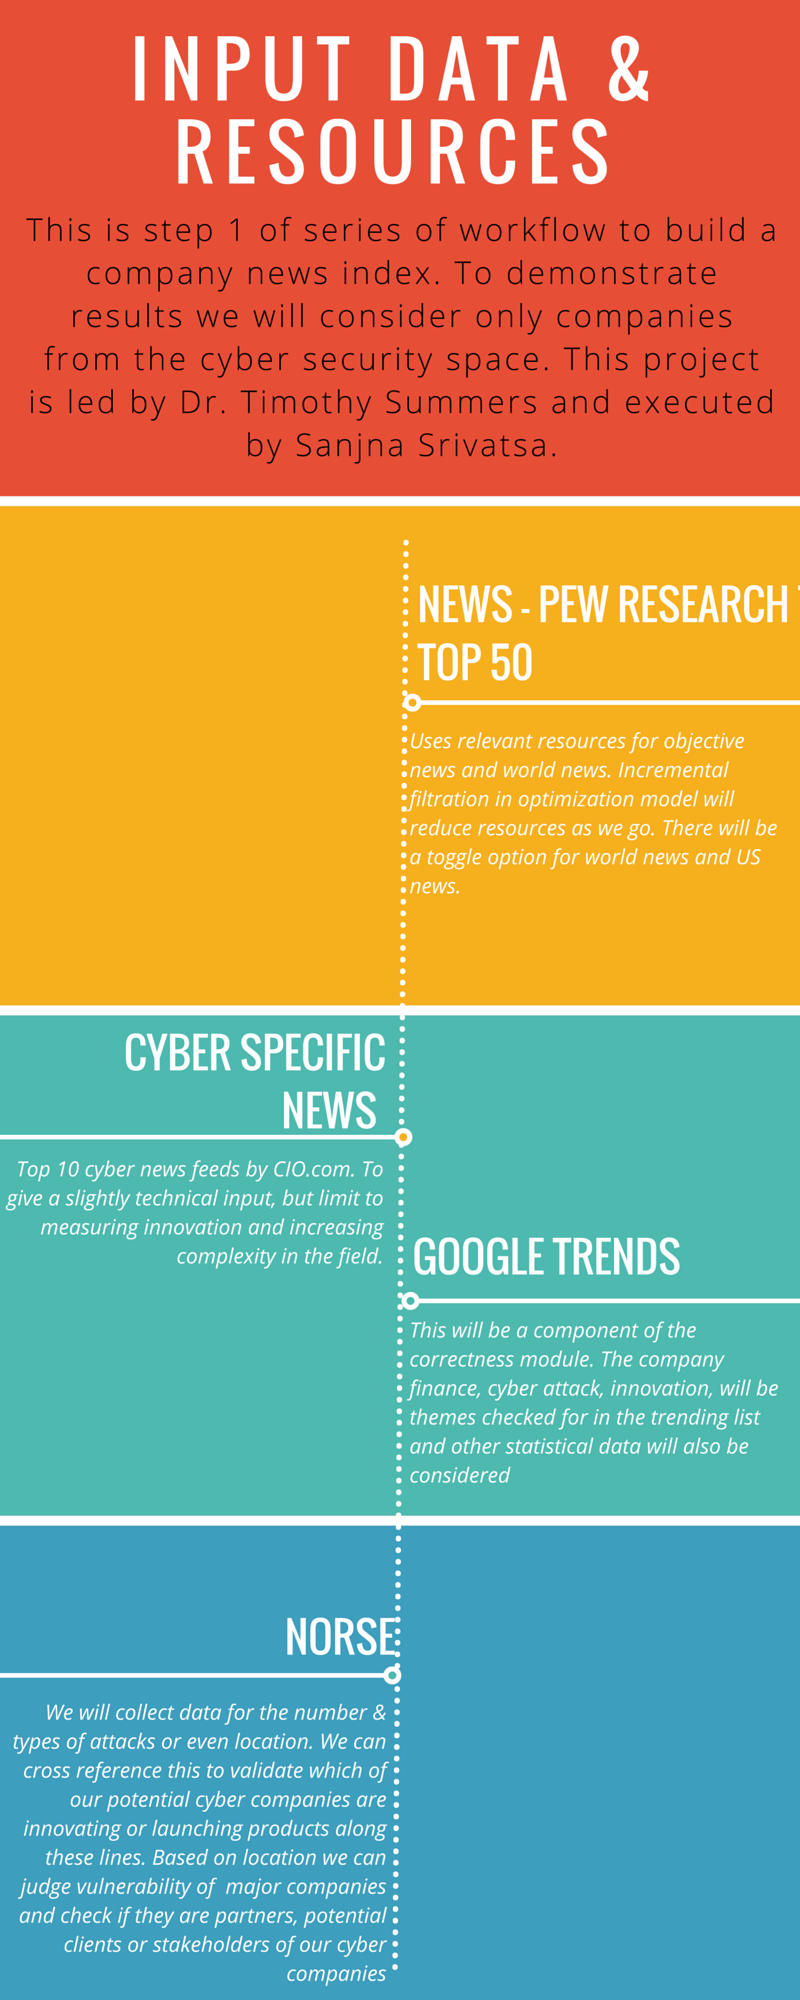 INPUT DATA &
RESOURCES
This is step 1 of series of workflow to build a
company news index. To demonstrate
results we will consider only companies
from the cyber security space. This project
is led by Dr. Timothy Summers and executed
by Sanjna Srivatsa.
NEWS - PEW RESEARCH
TOP 50
Uses relevant resources for objective
news and world news. Incremental
filtration in optimization model will
reduce resources as we go. There will be
a toggle option for world news and US
news.
CYBER SPECIFIC
NEWS
Top 10 cyber news feeds by CIO.com. To
give a slightly technical input, but limit to
measuring innovation and increasing
complexity in the field.
GOOGLE TRENDS
This will be a component of the
correctness module. The company
finance, cyber attack, innovation, will be
themes checked for in the trending list
and other statistical data will also be
considered
NORSE
We will collect data for the number &
types of attacks or even location. We can
cross reference this to validate which of
our potential cyber companies are
innovating or launching products along
these lines. Based on location we can
judge vulnerability of  major companies
and check if they are partners, potential
clients or stakeholders of our cyber
companies